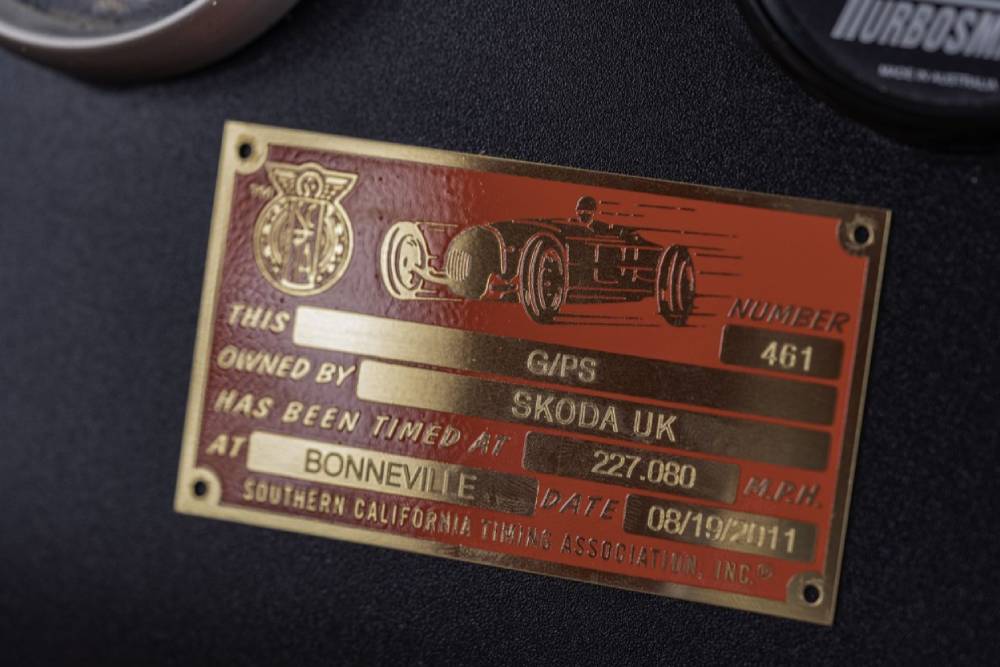 TURBOSM
MADE IN AUSTRALIA
NUMBER
THIS G/PS 461
OWNED BY SKODA UK
HAS BEEN TIMED AT 227.080 M.P.H.
AT BONNEVILLE DATE 08/19/2011
SOUTHERN CALIFORNIA TIMING ASSOCIATION, INC.®